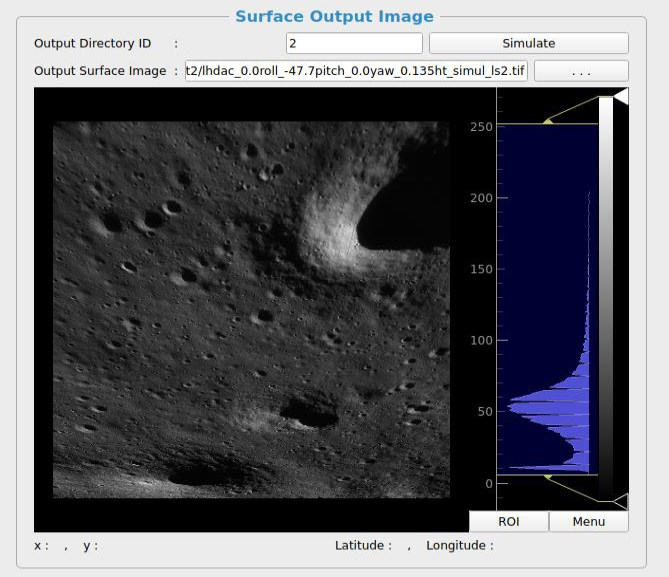 Surface Output Image
Output Directory ID : 2 Simulate
Output Surface Image : t2/lhdac_0.0roll_-47.7pitch_0.0yaw_0.135ht_simul_ls2.tif ...
250
200
150
100
50
0
ROI Menu
x : , y : Latitude : , Longitude :